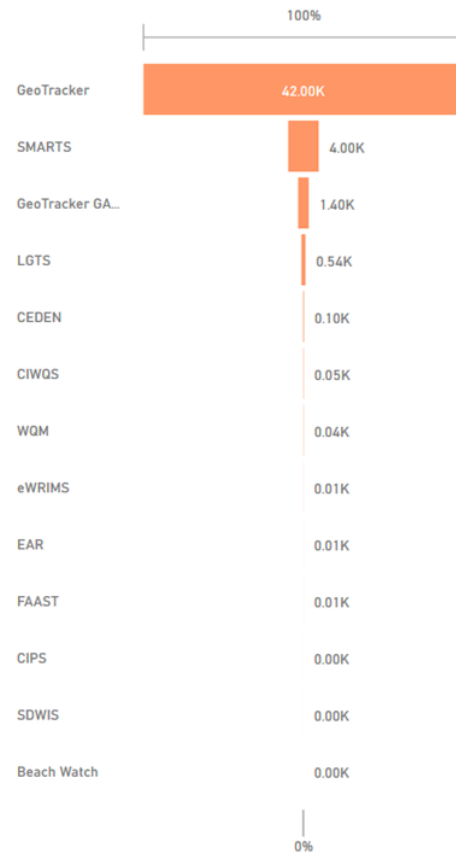 100%
GeoTracker 42.00K
SMARTS 4.00K
GeoTracker GA... 1.40K
LGTS 0.54K
CEDEN 0.10K
CIWQS 0.05K
WQM 0.04K
eWRIMS 0.01K
EAR 0.01K
FAAST 0.01K
CIPS 0.00K
SDWIS 0.00K
Beach Watch 0.00K
0%